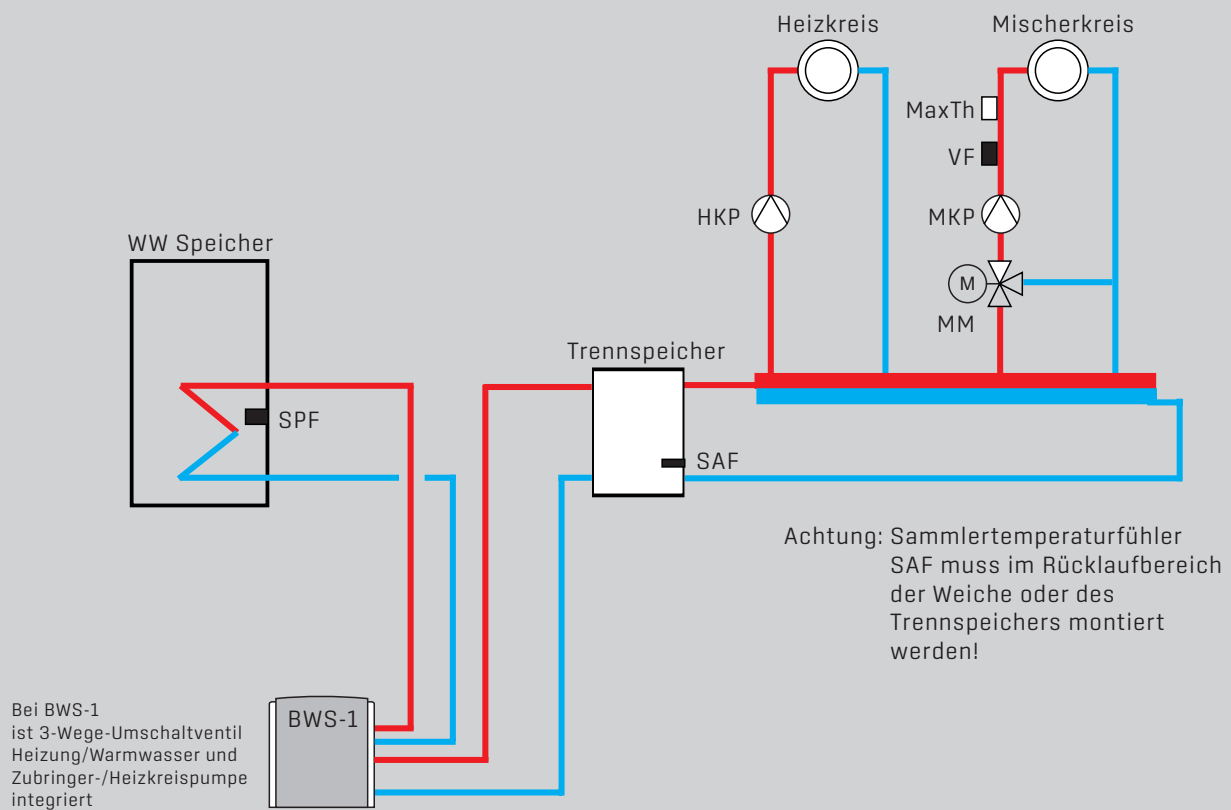 Heizkreis
Mischerkreis
MaxTh
VF
HKP
MKP
WW Speicher
M
MM
Trennspeicher
SPF
SAF
Achtung: Sammlertemperaturfühler
SAF muss im Rücklaufbereich
der Weiche oder des
Trennspeichers montiert
werden!
Bei BWS-1
ist 3-Wege-Umschaltventil
Heizung/Warmwasser und
Zubringer-/Heizkreispumpe
integriert
BWS-1